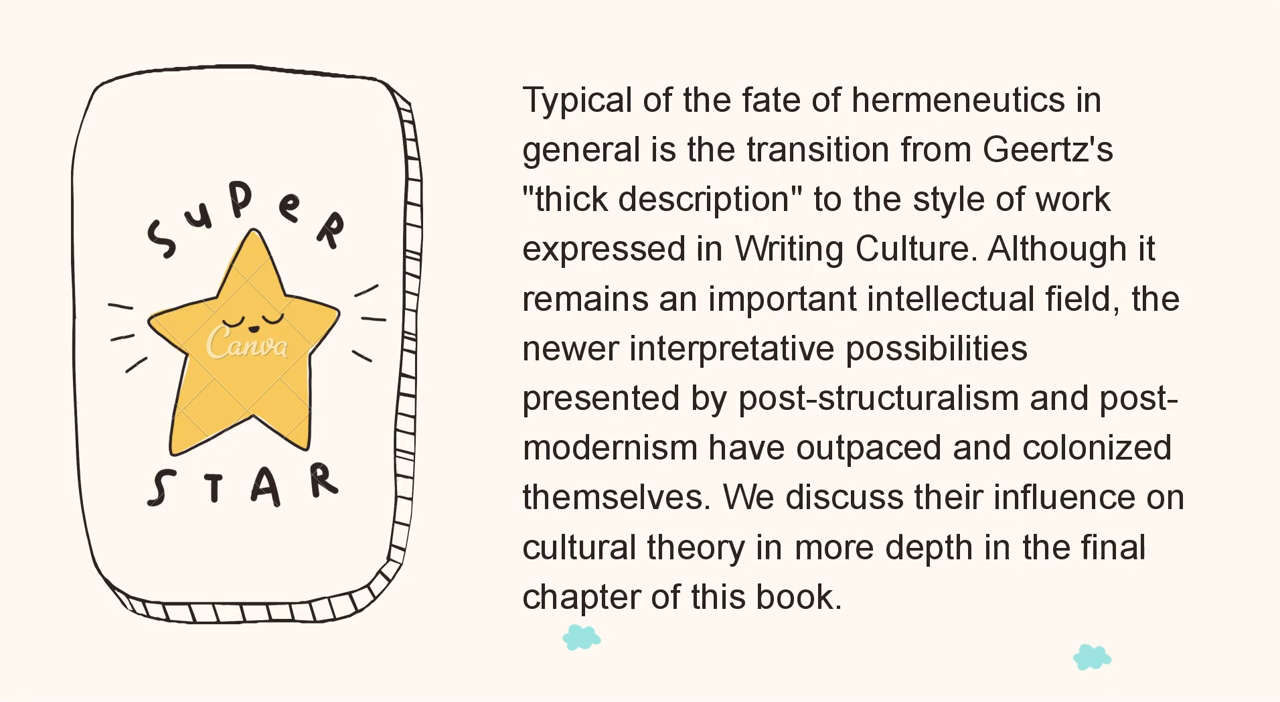 SUPeR
Canva
STAR
Typical of the fate of hermeneutics in
general is the transition from Geertz's
"thick description" to the style of work
expressed in Writing Culture. Although it
remains an important intellectual field, the
newer interpretative possibilities
presented by post-structuralism and post-
modernism have outpaced and colonized
themselves. We discuss their influence on
cultural theory in more depth in the final
chapter of this book.